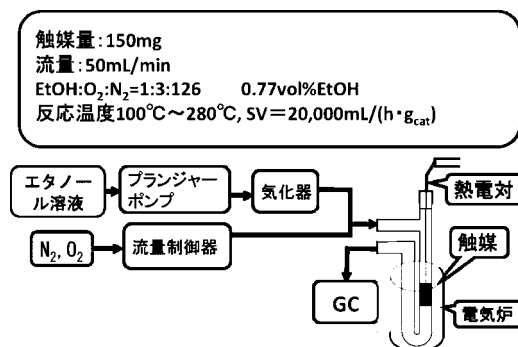 触媒量:150mg
流量:50mL/min
EtOH:O₂:N₂=1:3:126 0.77vol%EtOH
反応温度100℃～280℃, SV＝20,000mL/(h・g_cat)
エタノー
ル溶液
プランジャー
ポンプ
気化器
熱電対
N₂, O₂
流量制御器
触媒
GC
電気炉